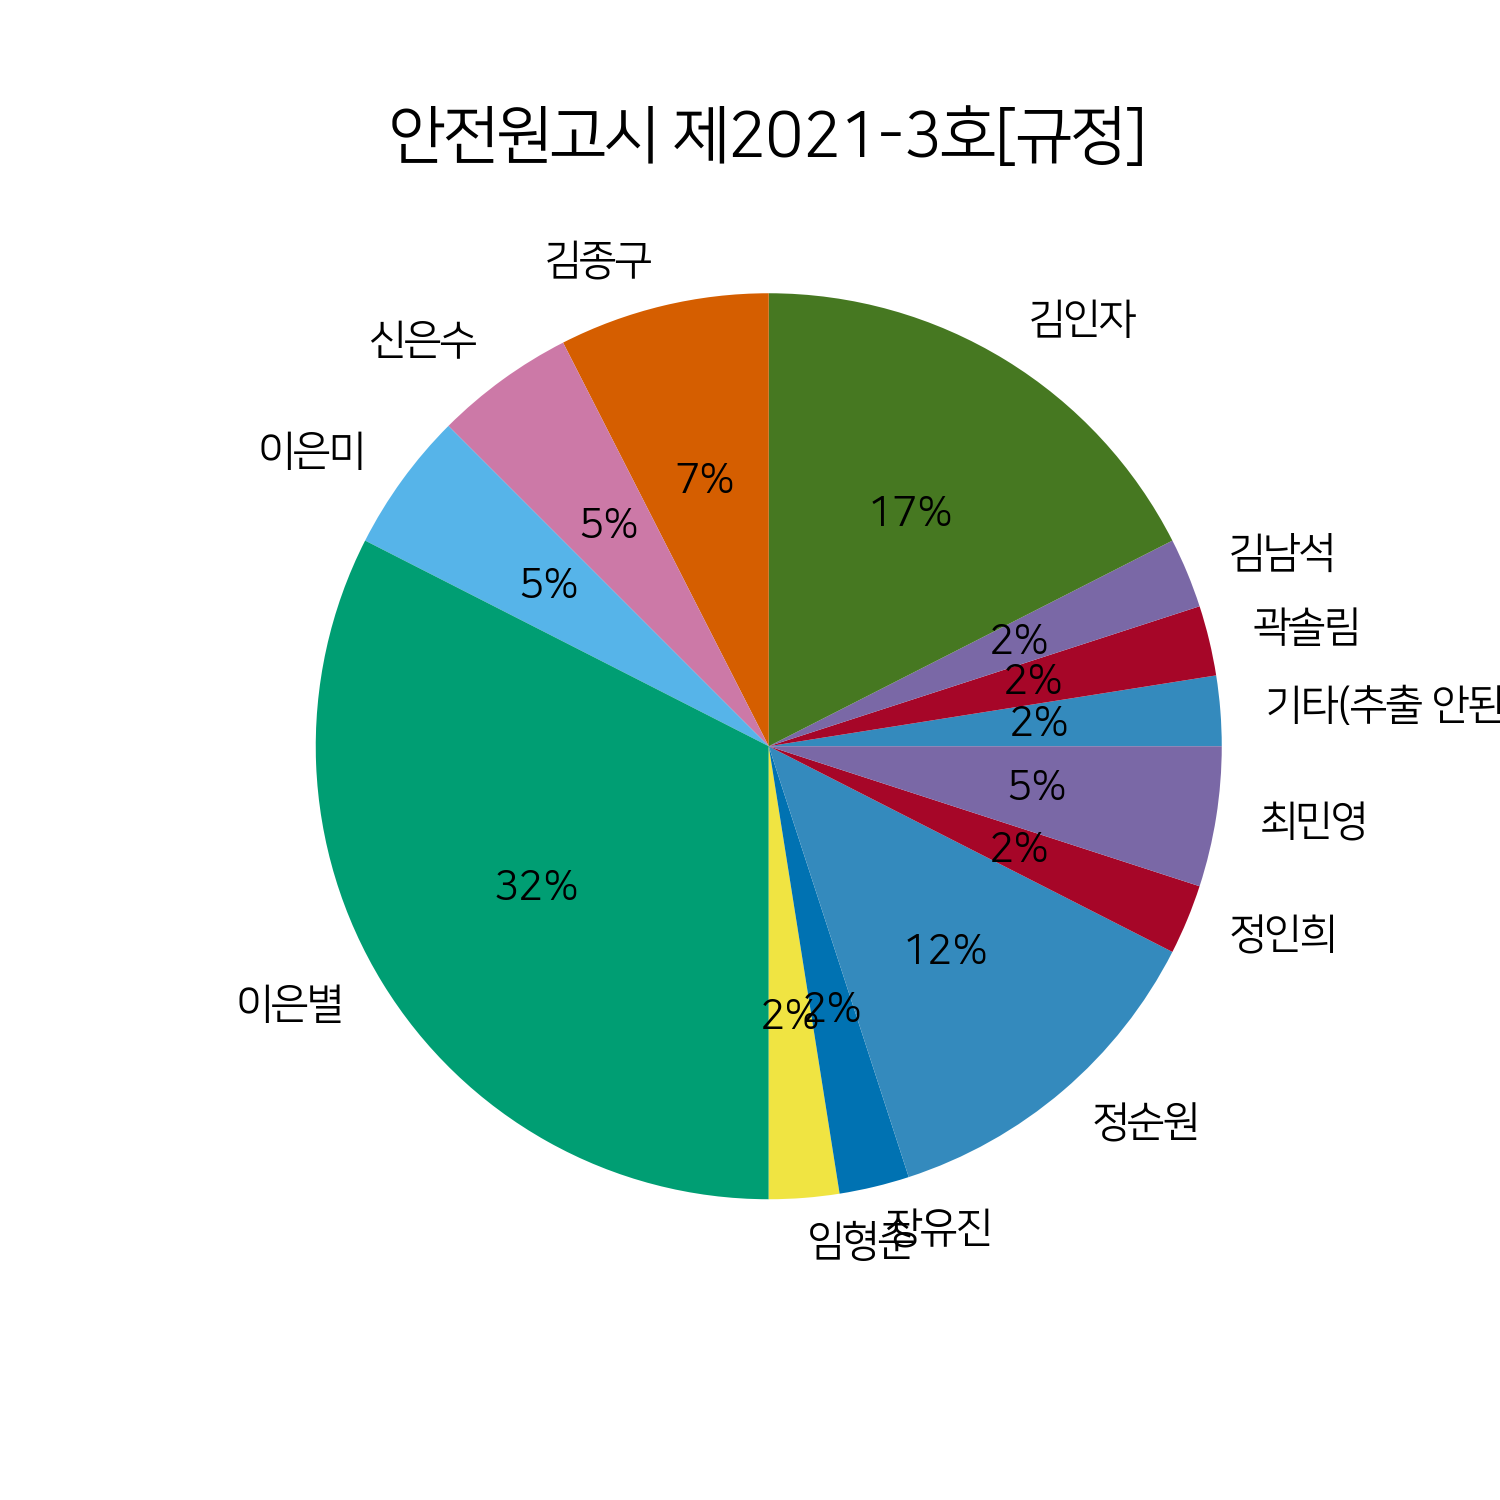 안전원고시 제2021-3호[규정]
김종구
김인자
신은수
이은미
7%
17%
5%
5%
김남석
2%
곽솔림
2%
기타(추출 안된
2%
5%
최민영
2%
32%
12%
정인희
이은별
2%
2%
정순원
임형준
장유진